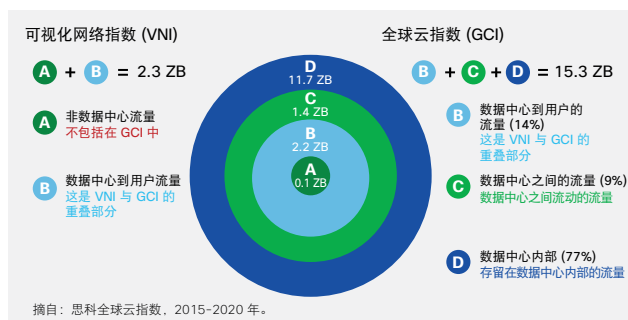 可视化网络指数 (VNI)
A + B = 2.3 ZB
A 非数据中心流量
不包括在 GCI 中
B 数据中心到用户流量
这是 VNI 与 GCI 的
重叠部分
D
11.7 ZB
C
1.4 ZB
B
2.2 ZB
A
0.1 ZB
全球云指数 (GCI)
B + C + D = 15.3 ZB
B 数据中心到用户的
流量 (14%)
这是 VNI 与 GCI 的
重叠部分
C 数据中心之间的流量 (9%)
数据中心之间流动的流量
D 数据中心内部 (77%)
存留在数据中心内部的流量
摘自：思科全球云指数，2015-2020 年。